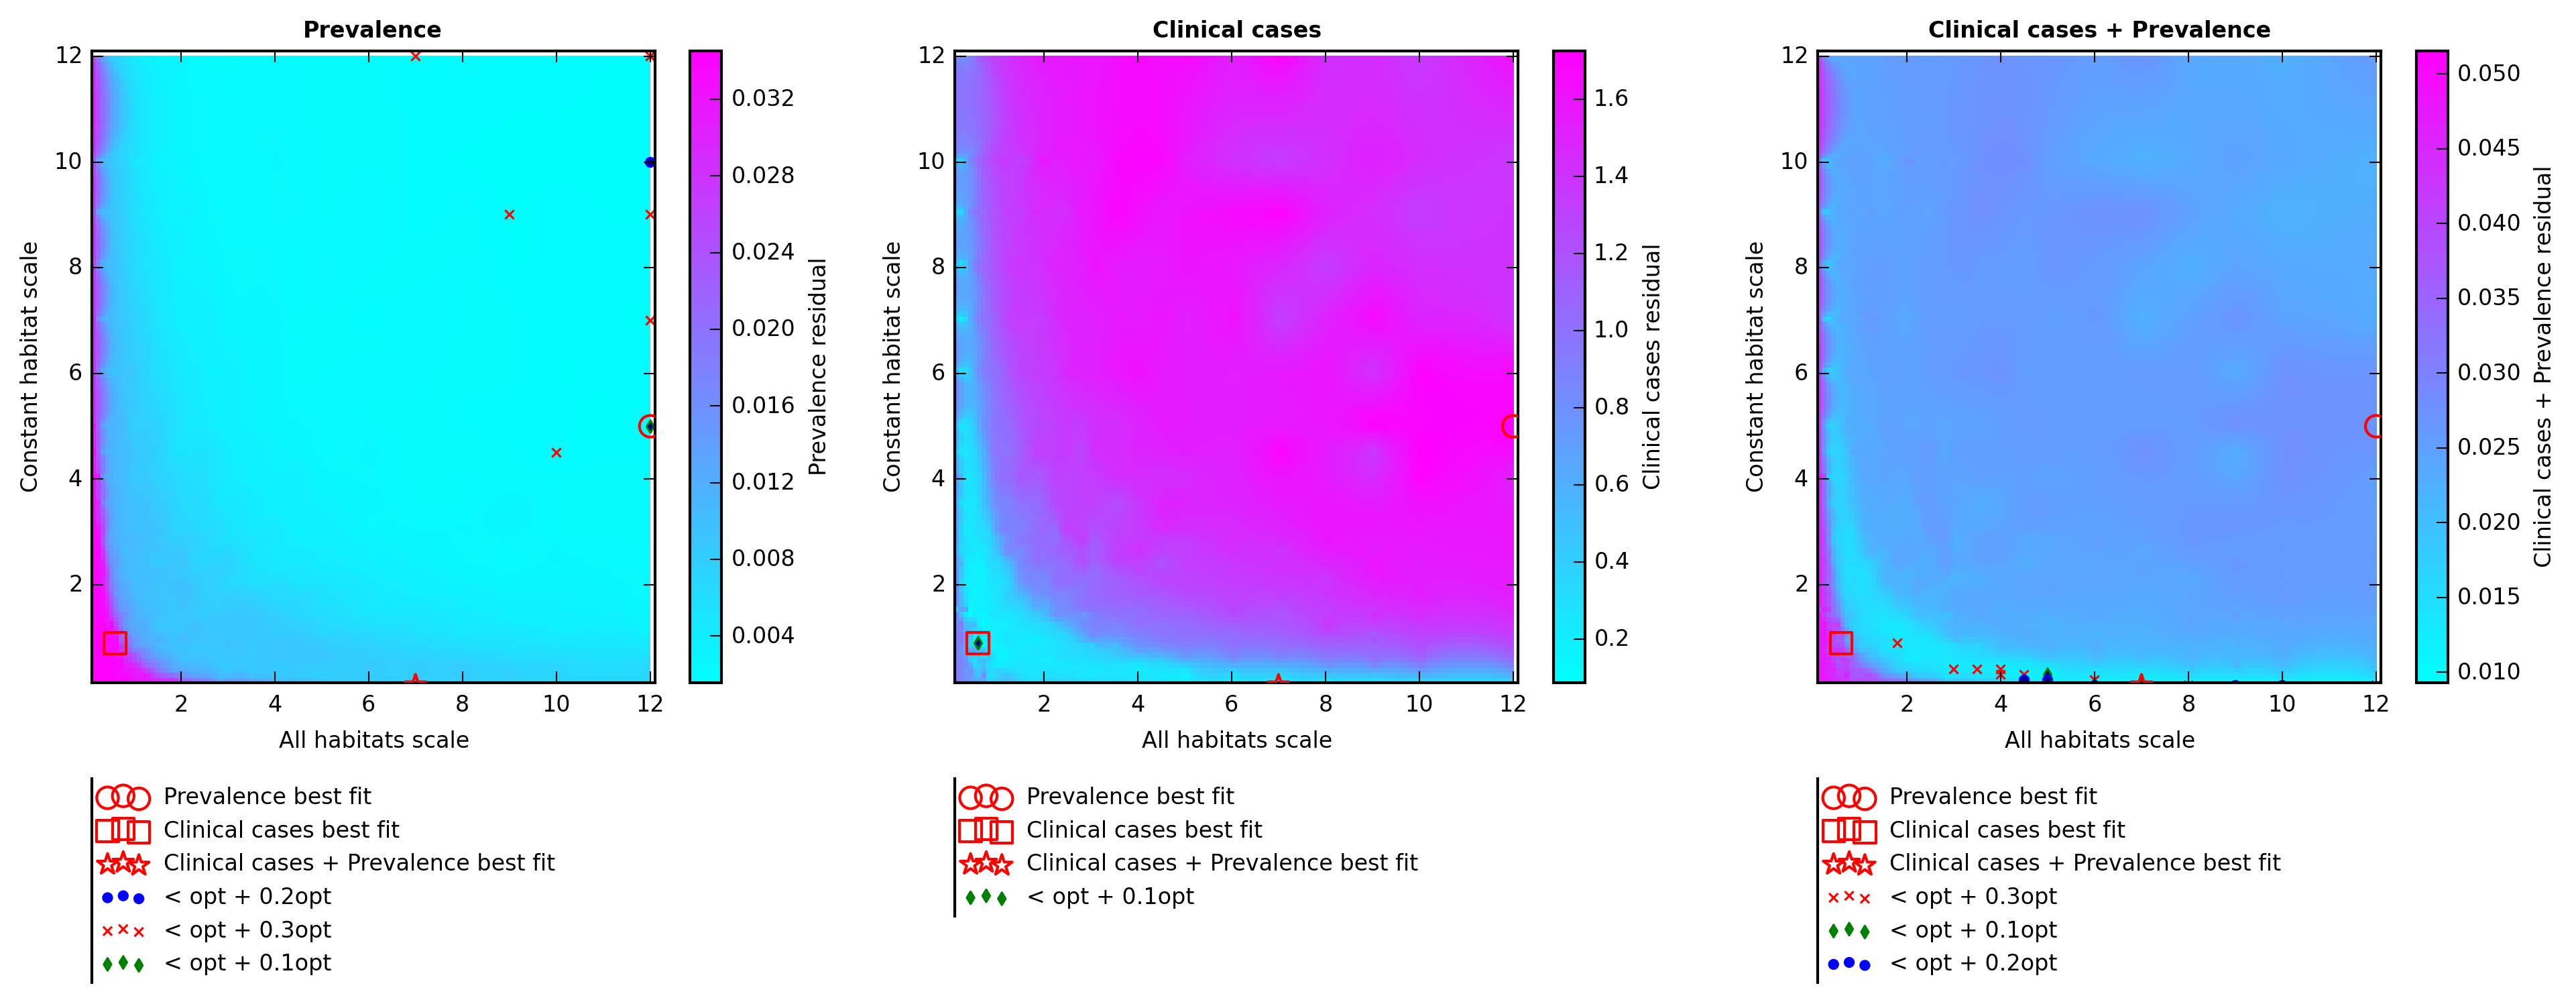 Prevalence
12
10
8
6
4
2
2 4 6 8 10 12
Constant habitat scale
All habitats scale
0.032
0.028
0.024
0.020
0.016
0.012
0.008
0.004
Prevalence residual
Prevalence best fit
Clinical cases best fit
Clinical cases + Prevalence best fit
< opt + 0.2opt
< opt + 0.3opt
< opt + 0.1opt
Clinical cases
12
10
8
6
4
2
2 4 6 8 10 12
Constant habitat scale
All habitats scale
1.6
1.4
1.2
1.0
0.8
0.6
0.4
0.2
Clinical cases residual
Prevalence best fit
Clinical cases best fit
Clinical cases + Prevalence best fit
< opt + 0.1opt
Clinical cases + Prevalence
12
10
8
6
4
2
2 4 6 8 10 12
Constant habitat scale
All habitats scale
0.050
0.045
0.040
0.035
0.030
0.025
0.020
0.015
0.010
Clinical cases + Prevalence residual
Prevalence best fit
Clinical cases best fit
Clinical cases + Prevalence best fit
< opt + 0.3opt
< opt + 0.1opt
< opt + 0.2opt